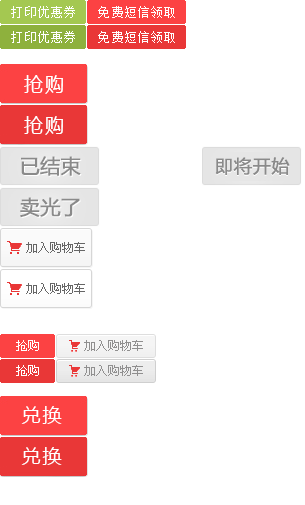 打印优惠券 免费短信领取
打印优惠券 免费短信领取
抢购
抢购
已结束 即将开始
卖光了
加入购物车
加入购物车
抢购 加入购物车
抢购 加入购物车
兑换
兑换